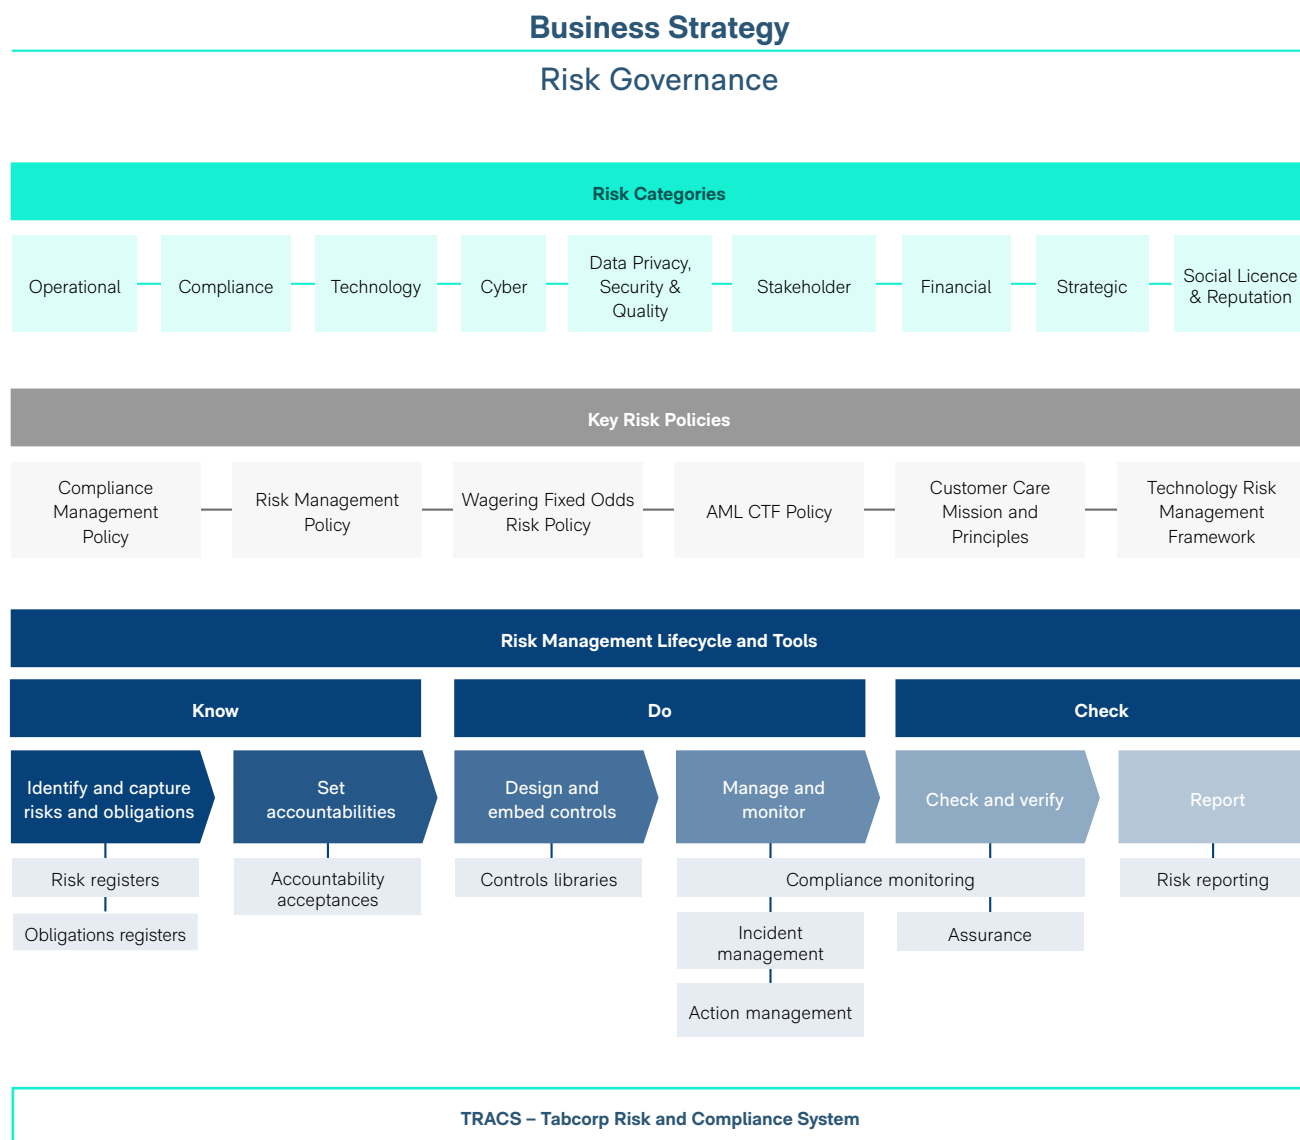 Business Strategy
Risk Governance
Risk Categories
Operational
Compliance
Technology
Cyber
Data Privacy,
Security &
Quality
Stakeholder
Financial
Strategic
Social Licence
& Reputation
Key Risk Policies
Compliance
Management
Policy
Risk Management
Policy
Wagering Fixed Odds
Risk Policy
AML CTF Policy
Customer Care
Mission and
Principles
Technology Risk
Management
Framework
Risk Management Lifecycle and Tools
Know
Do
Check
Identify and capture
risks and obligations
Set
accountabilities
Design and
embed controls
Manage and
monitor
Check and verify
Report
Risk registers
Accountability
acceptances
Controls libraries
Compliance monitoring
Risk reporting
Obligations registers
Incident
management
Assurance
Action management
TRACS – Tabcorp Risk and Compliance System